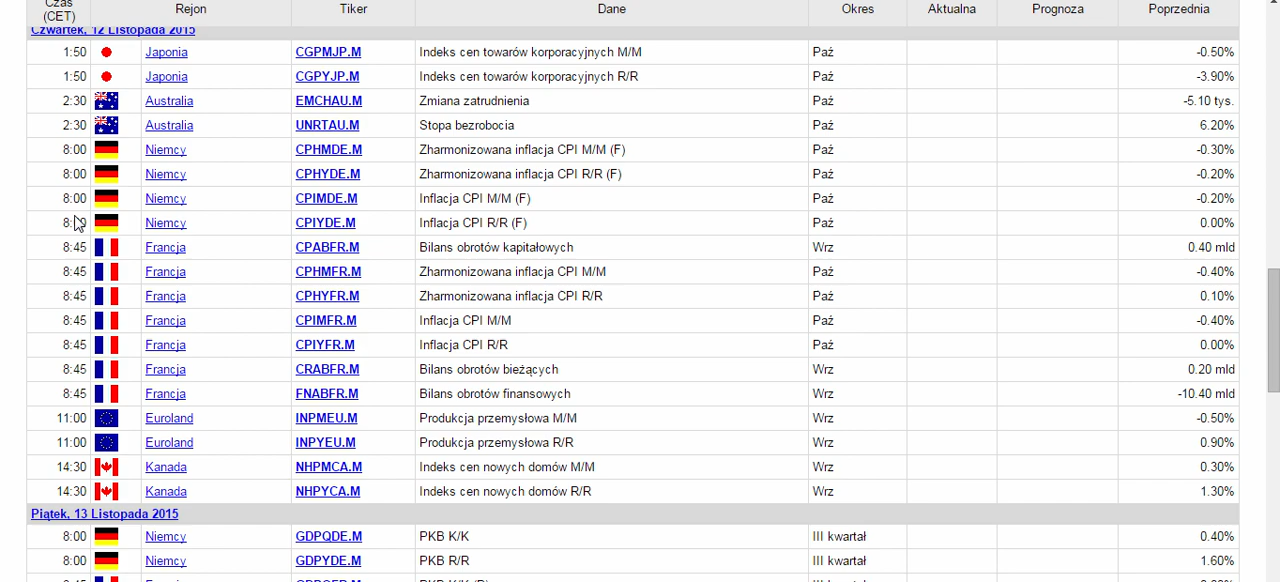 Czas
(CET) Rejon Tiker Dane Okres Aktualna Prognoza Poprzednia
Czwartek, 12 Listopada 2015
1:50 Japonia CGPMJP.M Indeks cen towarów korporacyjnych M/M Paź -0.50%
1:50 Japonia CGPYJP.M Indeks cen towarów korporacyjnych R/R Paź -3.90%
2:30 Australia EMCHAU.M Zmiana zatrudnienia Paź -5.10 tys.
2:30 Australia UNRTAU.M Stopa bezrobocia Paź 6.20%
8:00 Niemcy CPHMDE.M Zharmonizowana inflacja CPI M/M (F) Paź -0.30%
8:00 Niemcy CPHYDE.M Zharmonizowana inflacja CPI R/R (F) Paź -0.20%
8:00 Niemcy CPIMDE.M Inflacja CPI M/M (F) Paź -0.20%
Niemcy CPIYDE.M Inflacja CPI R/R (F) Paź 0.00%
8:45 Francja CPABFR.M Bilans obrotów kapitałowych Wrz 0.40 mld
8:45 Francja CPHMFR.M Zharmonizowana inflacja CPI M/M Paź -0.40%
8:45 Francja CPHYFR.M Zharmonizowana inflacja CPI R/R Paź 0.10%
8:45 Francja CPIMFR.M Inflacja CPI M/M Paź -0.40%
8:45 Francja CPIYFR.M Inflacja CPI R/R Paź 0.00%
8:45 Francja CRABFR.M Bilans obrotów bieżących Wrz 0.20 mld
8:45 Francja FNABFR.M Bilans obrotów finansowych Wrz -10.40 mld
11:00 Euroland INPMEU.M Produkcja przemysłowa M/M Wrz -0.50%
11:00 Euroland INPYEU.M Produkcja przemysłowa R/R Wrz 0.90%
14:30 Kanada NHPMCA.M Indeks cen nowych domów M/M Wrz 0.30%
14:30 Kanada NHPYCA.M Indeks cen nowych domów R/R Wrz 1.30%
Piątek, 13 Listopada 2015
8:00 Niemcy GDPQDE.M PKB K/K III kwartał 0.40%
8:00 Niemcy GDPYDE.M PKB R/R III kwartał 1.60%